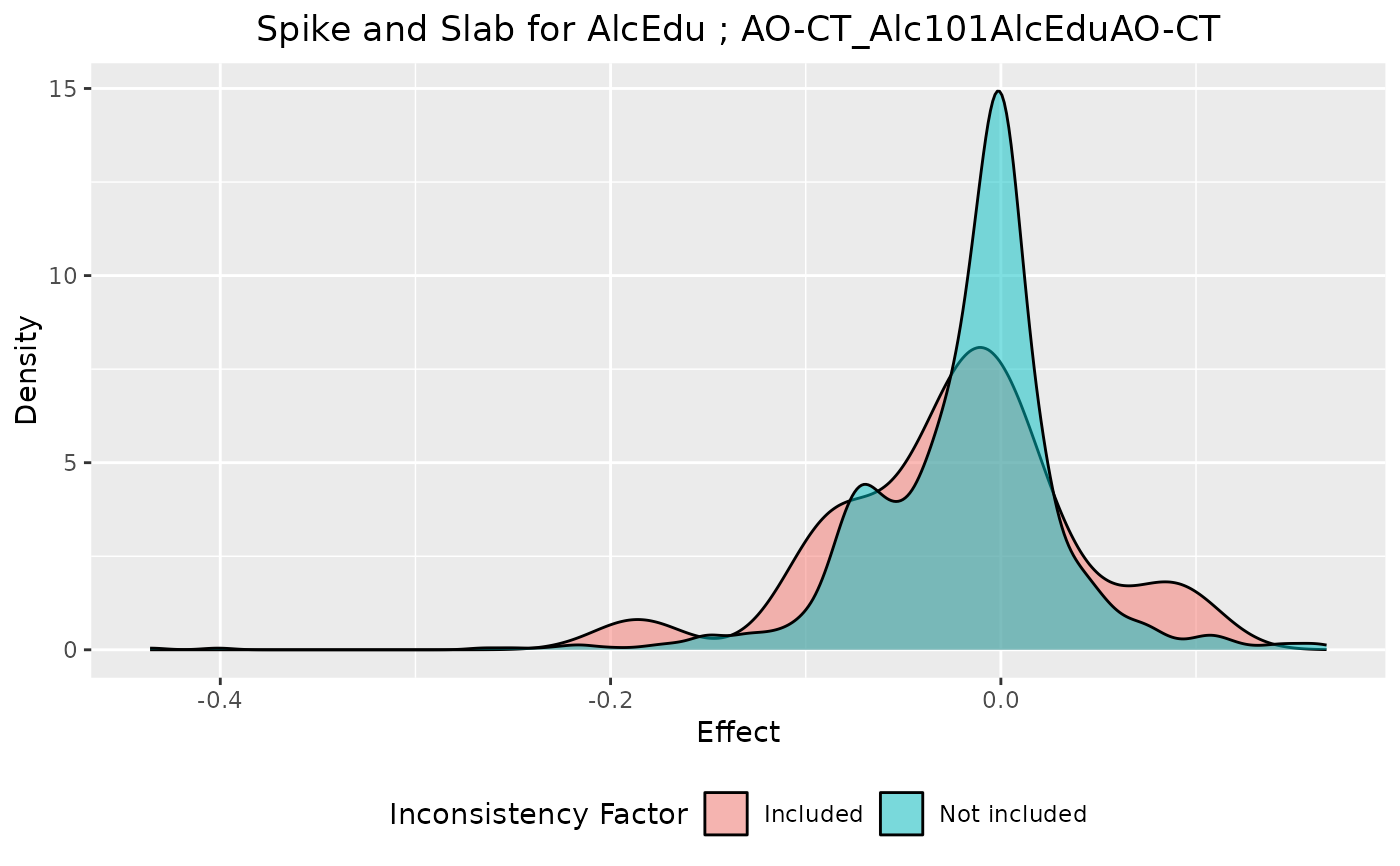 Spike and Slab for AlcEdu ; AO-CT_Alc101AlcEduAO-CT
15
10
5
0
Density
-0.4 -0.2 0.0
Effect
Inconsistency Factor Included Not included